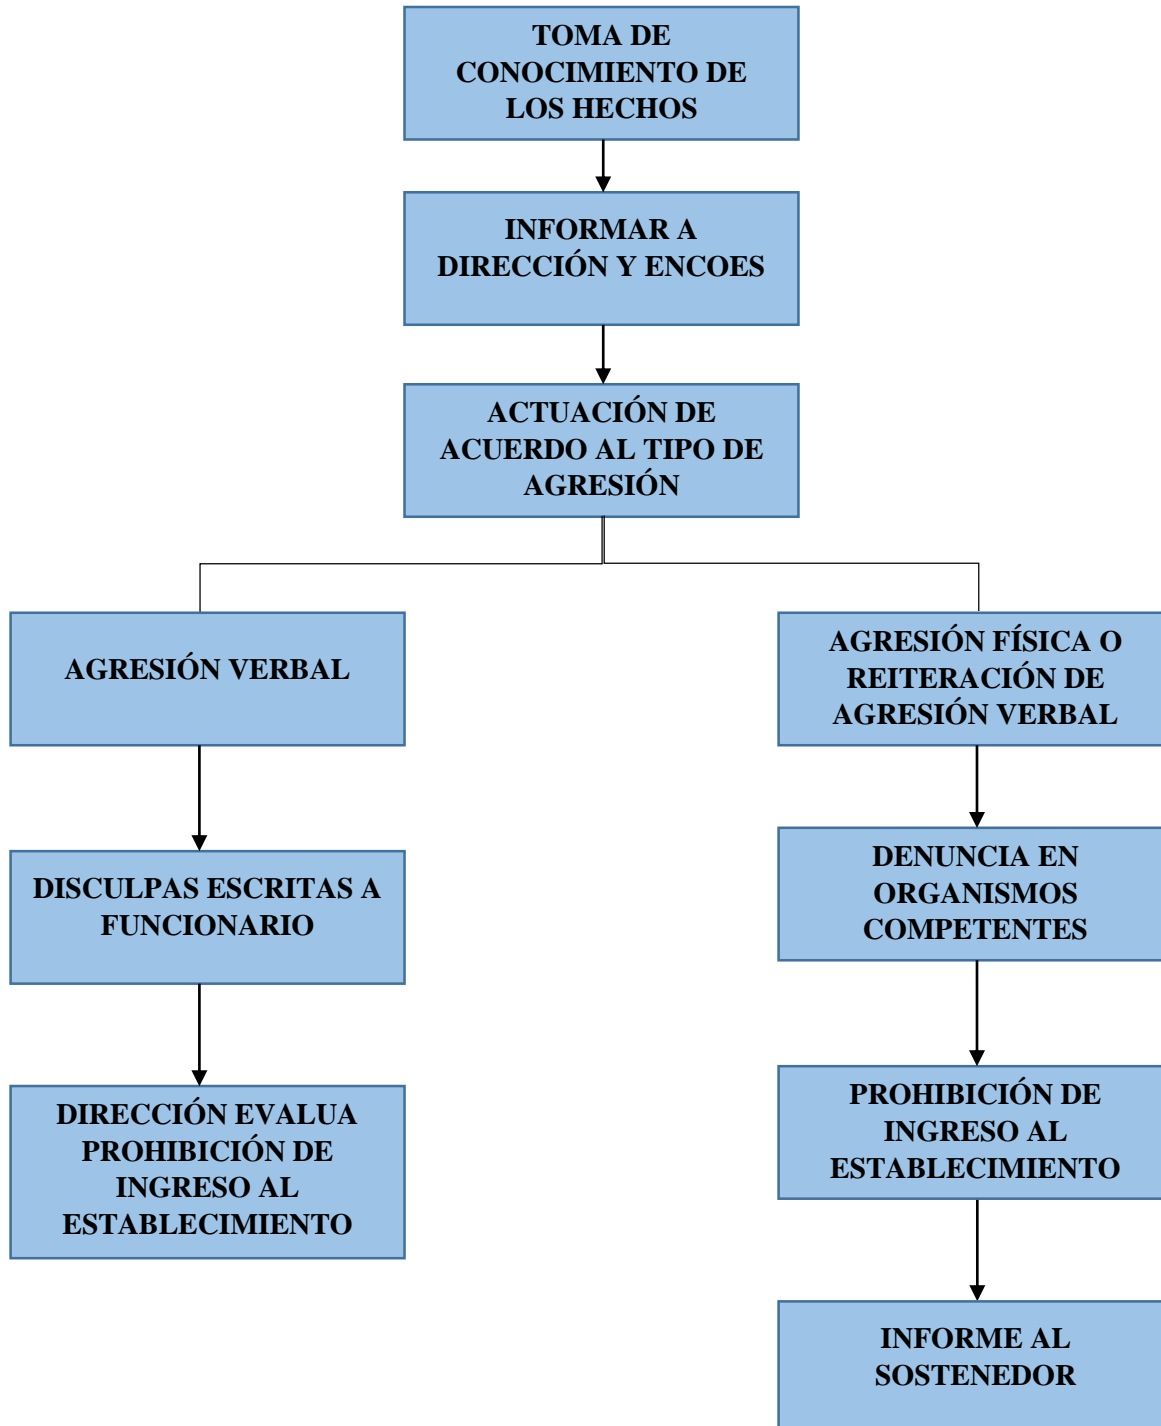 TOMA DE
CONOCIMIENTO DE
LOS HECHOS
INFORMAR A
DIRECCIÓN Y ENCOES
ACTUACIÓN DE
ACUERDO AL TIPO DE
AGRESIÓN
AGRESIÓN VERBAL
DISCULPAS ESCRITAS A
FUNCIONARIO
DIRECCIÓN EVALUA
PROHIBICIÓN DE
INGRESO AL
ESTABLECIMIENTO
AGRESIÓN FÍSICA O
REITERACIÓN DE
AGRESIÓN VERBAL
DENUNCIA EN
ORGANISMOS
COMPETENTES
PROHIBICIÓN DE
INGRESO AL
ESTABLECIMIENTO
INFORME AL
SOSTENEDOR